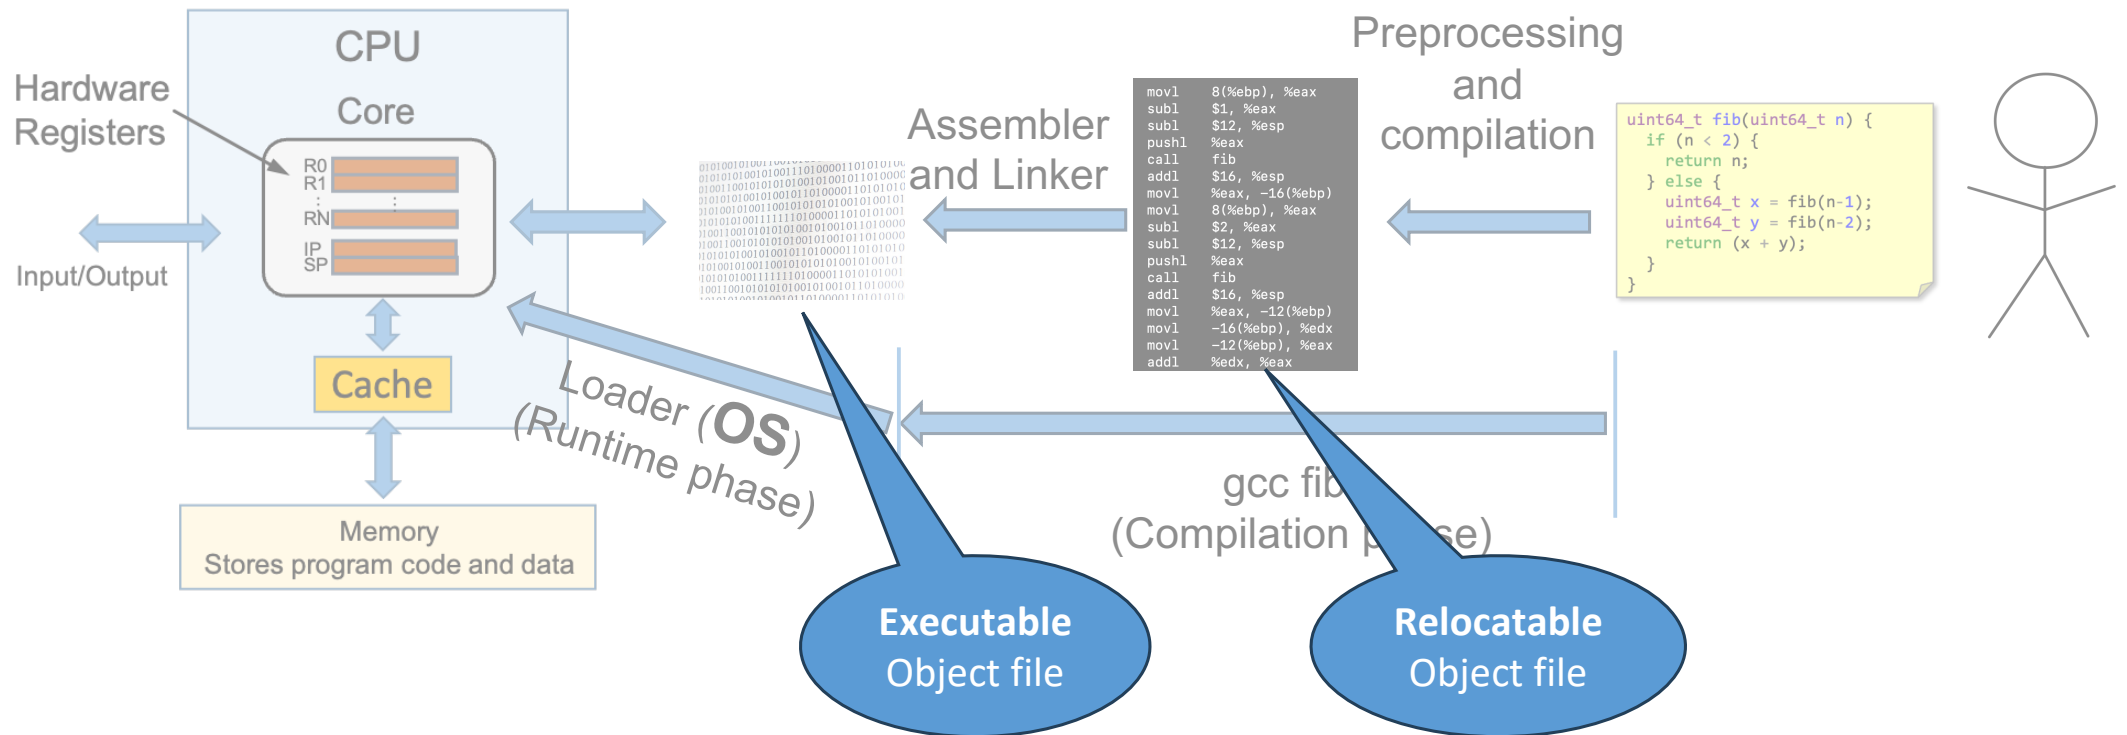 CPU
Core
Hardware
Registers
R0
R1
RN
IP
SP
Input/Output
Cache
Memory
Stores program code and data
Loader (OS)
(Runtime phase)
Assembler
and Linker
movl 8(%ebp), %eax
subl $1, %eax
subl $12, %esp
pushl %eax
call fib
addl $16, %esp
movl %eax, -16(%ebp)
movl 8(%ebp), %eax
subl $2, %eax
subl $12, %esp
pushl %eax
call fib
addl $16, %esp
movl %eax, -12(%ebp)
movl -16(%ebp), %edx
movl -12(%ebp), %eax
addl %edx, %eax
Preprocessing
and
compilation
uint64_t fib(uint64_t n) {
if (n < 2) {
return n;
} else {
uint64_t x = fib(n-1);
uint64_t y = fib(n-2);
return (x + y);
}
}
gcc
(Compilation
Executable
Object file
Relocatable
Object file